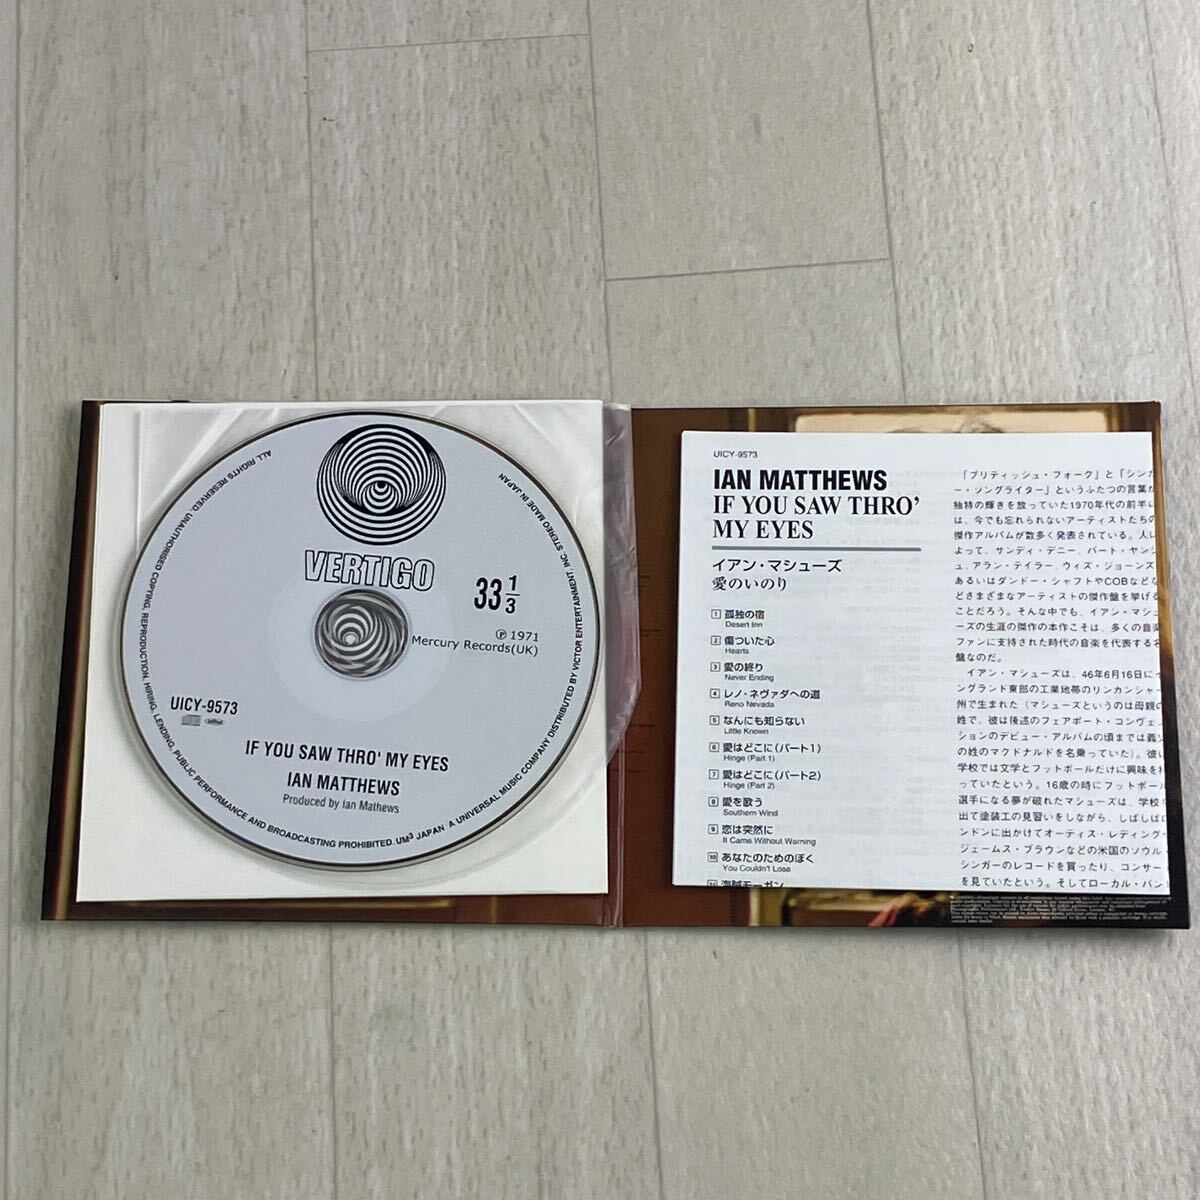 ALL RIGHTS RESERVED. UNAUTHORISED COPYING, REPRODUCTION, HIRING, LENDING, PUBLIC PERFORMANCE AND BROADCASTING PROHIBITED. UM³ JAPAN A UNIVERSAL MUSIC COMPANY DISTRIBUTED BY VICTOR ENTERTAINMENT INC. STEREO MADE IN JAPAN
VERTIGO
33 1/3
℗ 1971
Mercury Records(UK)
UICY-9573
IF YOU SAW THRO' MY EYES
IAN MATTHEWS
Produced by Ian Mathews
UICY-9573
IAN MATTHEWS
IF YOU SAW THRO'
MY EYES
イアン・マシューズ
愛のいのり
1 孤独の宿
Desert Inn
2 傷ついた心
Hearts
3 愛の終り
Never Ending
4 レノ・ネヴァダへの道
Reno Nevada
5 なんにも知らない
Little Known
6 愛はどこに(パート1)
Hinge (Part 1)
7 愛はどこに(パート2)
Hinge (Part 2)
8 愛を歌う
Southern Wind
9 恋は突然に
It Came Without Warning
10 あなたのためのぼく
You Couldn't Lose
11 海賊モーガン
「ブリティッシュ・フォーク」と「シンガ
ー・ソングライター」というふたつの言葉が
独特の輝きを放っていた1970年代の前半に
は、今でも忘れられないアーティストたちの
傑作アルバムが数多く発表されている。人に
よって、サンディ・デニー、バート・ヤンシ
ュ、アラン・テイラー、ウィズ・ジョーンズ、
あるいはダンドー・シャフトやCOBなどな
どさまざまなアーティストの傑作盤を挙げる
ことだろう。そんな中でも、イアン・マシュ
ーズの生涯の傑作の本作こそは、多くの音楽
ファンに支持された時代の音楽を代表する名
盤なのだ。
イアン・マシューズは、46年6月16日にイ
ングランド東部の工業地帯のリンカンシャー
州で生まれた(マシューズというのは母親の
姓で、彼は後述のフェアポート・コンヴェン
ションのデビュー・アルバムの頃までは義父
の姓のマクドナルドを名乗っていた)。彼は
学校では文学とフットボールだけに興味を持
っていたという。16歳の時にフットボール
選手になる夢が破れたマシューズは、学校を
出て塗装工の見習いをしながら、しばしばロ
ンドンに出かけてオーティス・レディングや
ジェームス・ブラウンなどの米国のソウル・
シンガーのレコードを買ったり、コンサート
を見ていたという。そしてローカル・バンド